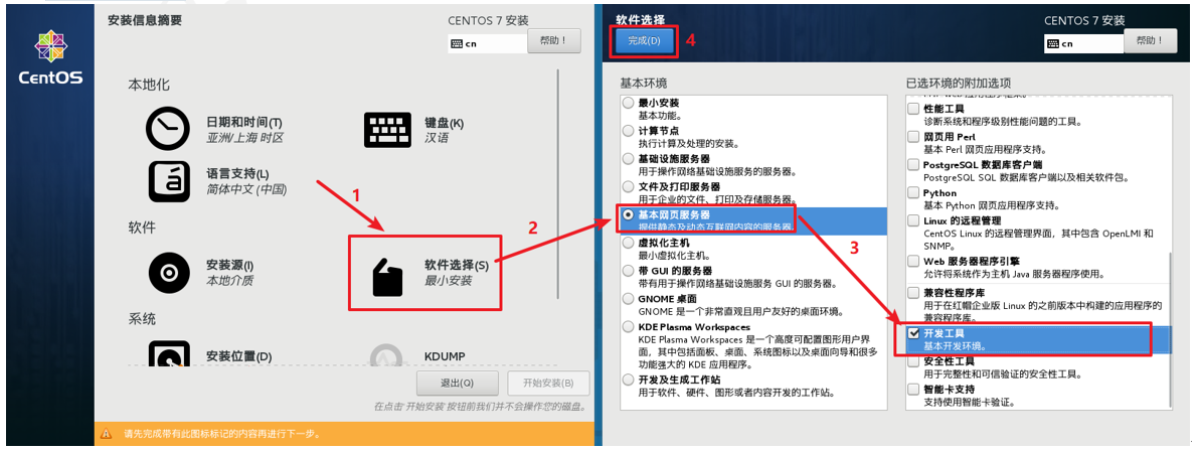 安装信息摘要
CENTOS 7 安装
cn
帮助！
CentOS
本地化
日期和时间(T)
亚洲/上海 时区
键盘(K)
汉语
语言支持(L)
简体中文 (中国)
1
软件
2
安装源(I)
本地介质
软件选择(S)
最小安装
系统
安装位置(D)
KDUMP
退出(Q)
开始安装(B)
在点击 开始安装 按钮前我们并不会操作您的磁盘。
请先完成带有此图标标记的内容再进行下一步。
软件选择
CENTOS 7 安装
完成(D)
4
cn
帮助！
基本环境
最小安装
基本功能。
计算节点
执行计算及处理的安装。
基础设施服务器
用于操作网络基础设施服务的服务器。
文件及打印服务器
用于企业的文件、打印及存储服务器。
基本网页服务器
提供静态及动态互联网内容的服务器。
虚拟化主机
最小虚拟化主机。
带 GUI 的服务器
带有用于操作网络基础设施服务 GUI 的服务器。
GNOME 桌面
GNOME 是一个非常直观且用户友好的桌面环境。
KDE Plasma Workspaces
KDE Plasma Workspaces 是一个高度可配置图形用户界
面，其中包括面板、桌面、系统图标以及桌面向导和很多
功能强大的 KDE 应用程序。
开发及生成工作站
用于软件、硬件、图形或者内容开发的工作站。
3
已选环境的附加选项
性能工具
诊断系统和程序级别性能问题的工具。
网页用 Perl
基本 Perl 网页应用程序支持。
PostgreSQL 数据库客户端
PostgreSQL SQL 数据库客户端以及相关软件包。
Python
基本 Python 网页应用程序支持。
Linux 的远程管理
CentOS Linux 的远程管理界面，其中包含 OpenLMI 和
SNMP。
Web 服务器程序引擎
允许将系统作为主机 Java 服务器程序使用。
兼容性程序库
用于在红帽企业版 Linux 的之前版本中构建的应用程序的
兼容程序库。
开发工具
基本开发环境。
安全性工具
用于完整性和可信验证的安全性工具。
智能卡支持
支持使用智能卡验证。